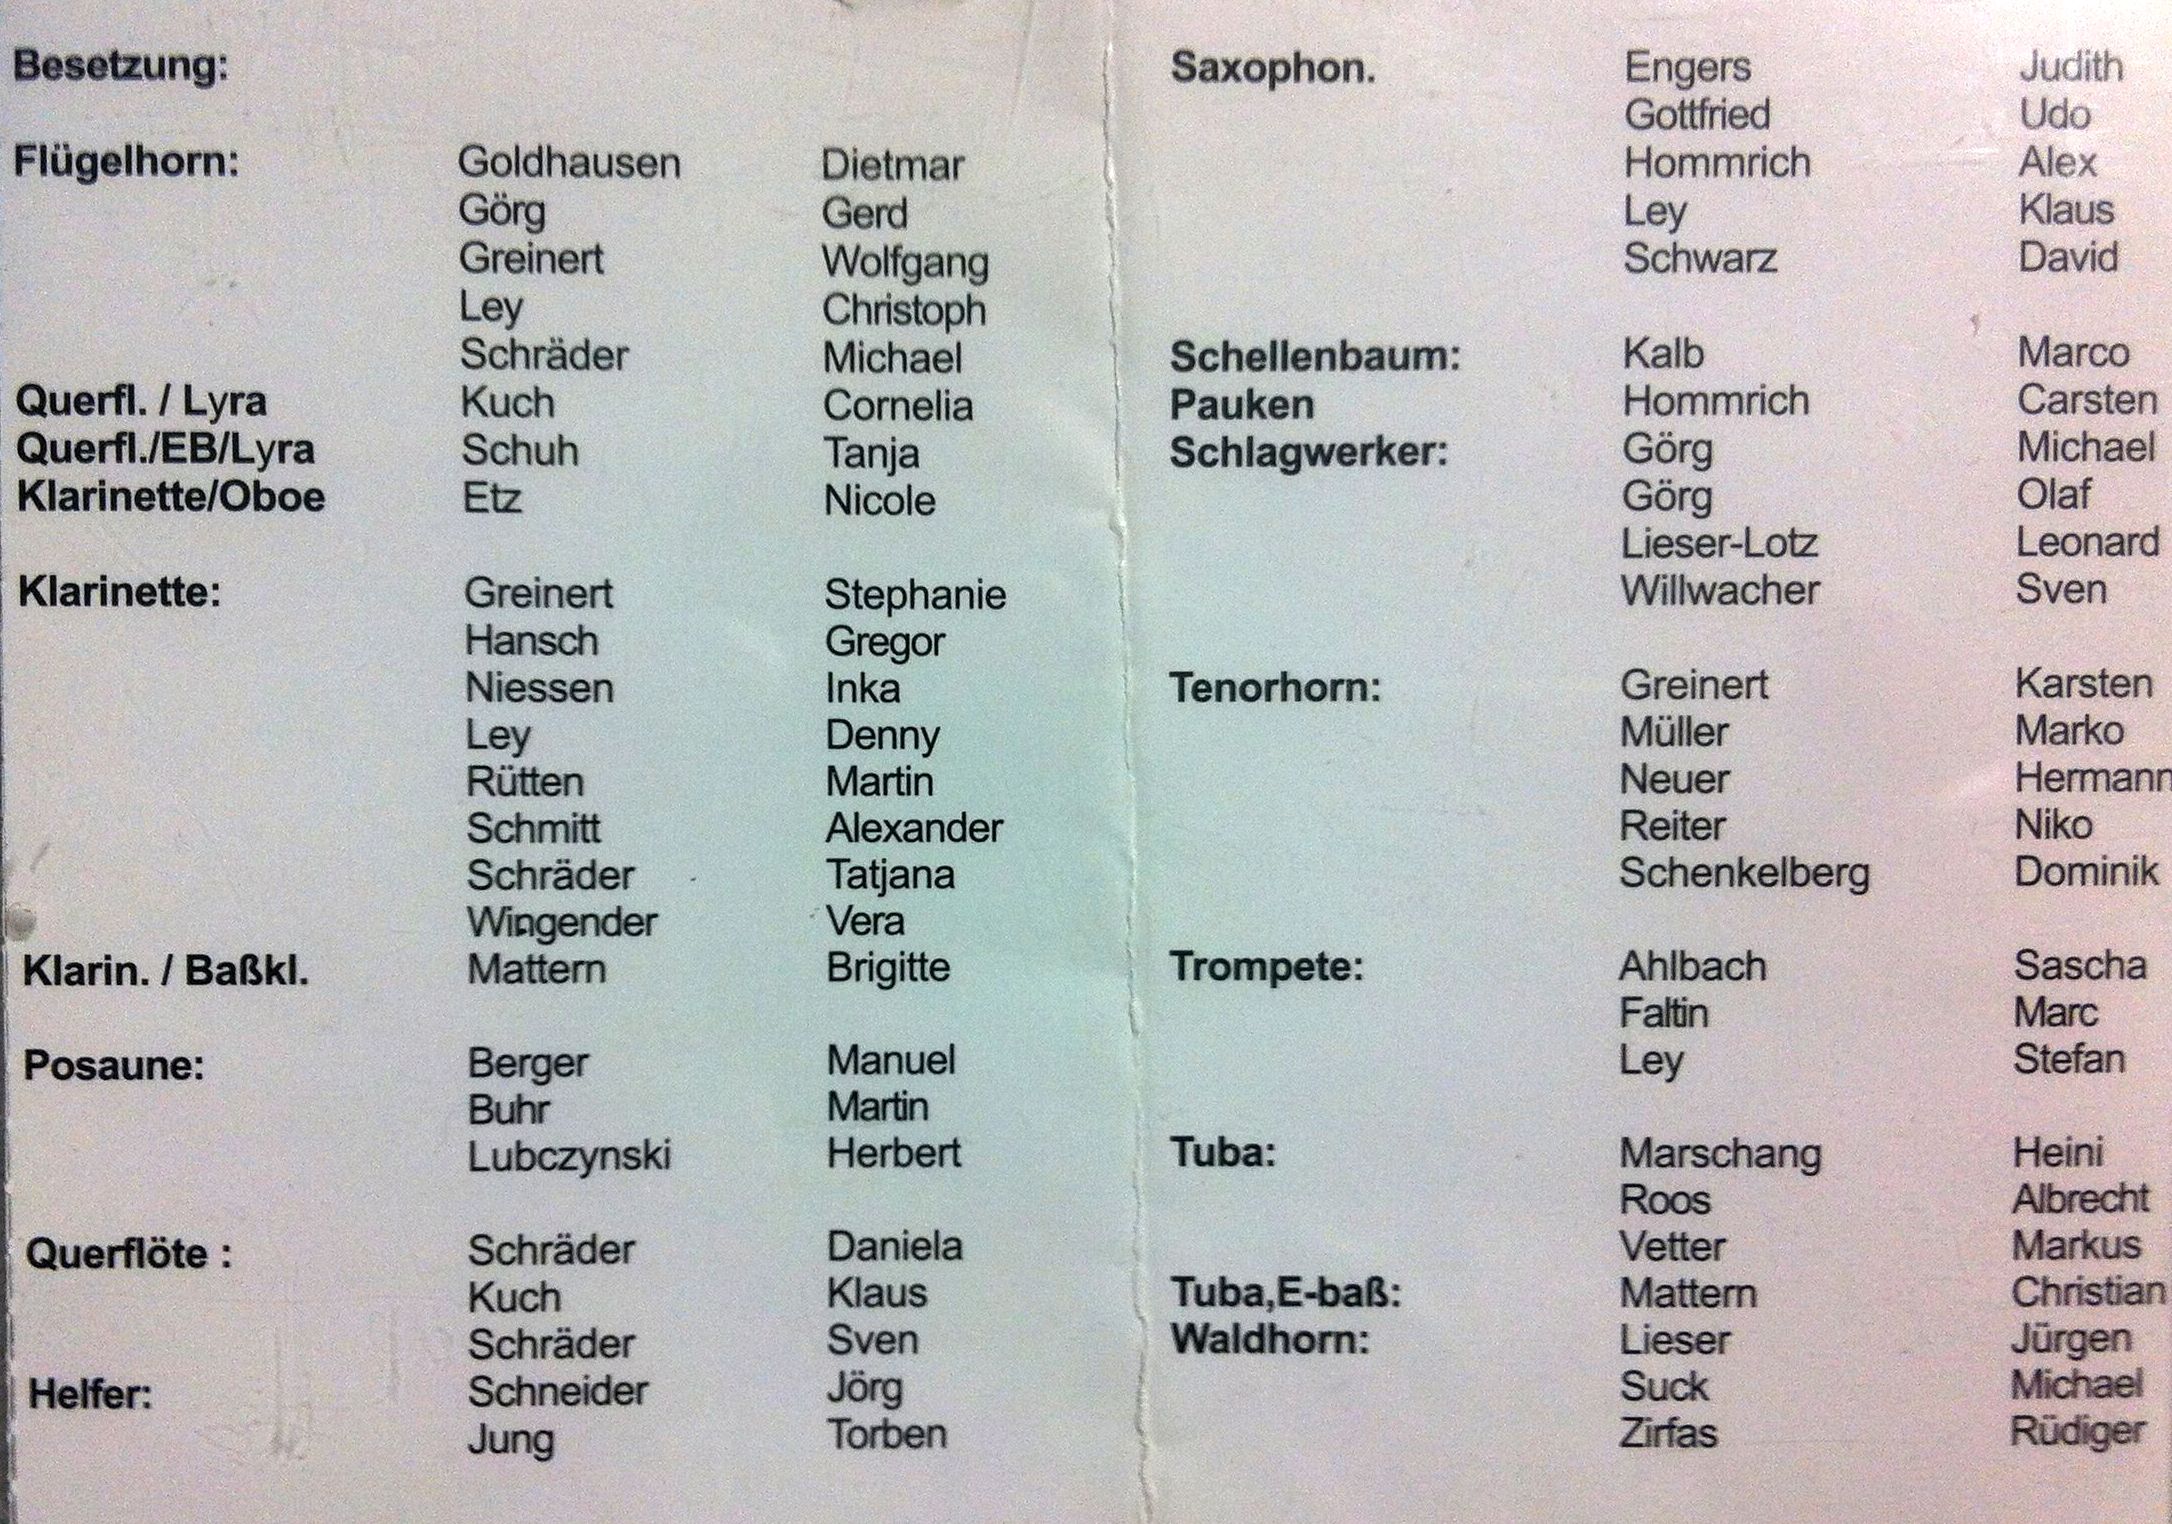 Besetzung:
Flügelhorn: Goldhausen Dietmar
Görg Gerd
Greinert Wolfgang
Ley Christoph
Schräder Michael
Querfl. / Lyra Kuch Cornelia
Querfl./EB/Lyra Schuh Tanja
Klarinette/Oboe Etz Nicole
Klarinette: Greinert Stephanie
Hansch Gregor
Niessen Inka
Ley Denny
Rütten Martin
Schmitt Alexander
Schräder Tatjana
Wingender Vera
Klarin. / Baßkl. Mattern Brigitte
Posaune: Berger Manuel
Buhr Martin
Lubczynski Herbert
Querflöte : Schräder Daniela
Kuch Klaus
Schräder Sven
Helfer: Schneider Jörg
Jung Torben
Saxophon. Engers Judith
Gottfried Udo
Hommrich Alex
Ley Klaus
Schwarz David
Schellenbaum: Kalb Marco
Pauken Hommrich Carsten
Schlagwerker: Görg Michael
Görg Olaf
Lieser-Lotz Leonard
Willwacher Sven
Tenorhorn: Greinert Karsten
Müller Marko
Neuer Hermann
Reiter Niko
Schenkelberg Dominik
Trompete: Ahlbach Sascha
Faltin Marc
Ley Stefan
Tuba: Marschang Heini
Roos Albrecht
Vetter Markus
Tuba,E-baß: Mattern Christian
Waldhorn: Lieser Jürgen
Suck Michael
Zirfas Rüdiger